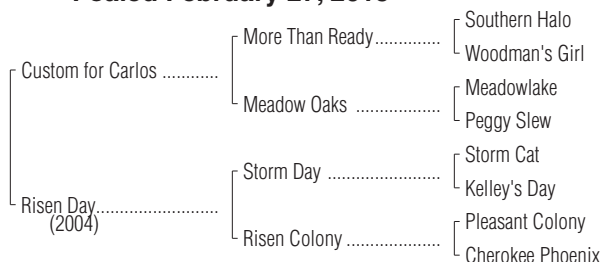 Foaled February 27,
Southern Halo
More Than Ready..............
Woodman's Girl
Custom for Carlos ............
Meadowlake
Meadow Oaks ..................
Peggy Slew
Storm Cat
Storm Day ........................
Kelley's Day
Risen Day..........................
(2004)
Pleasant Colony
Risen Colony ....................
Cherokee Phoenix